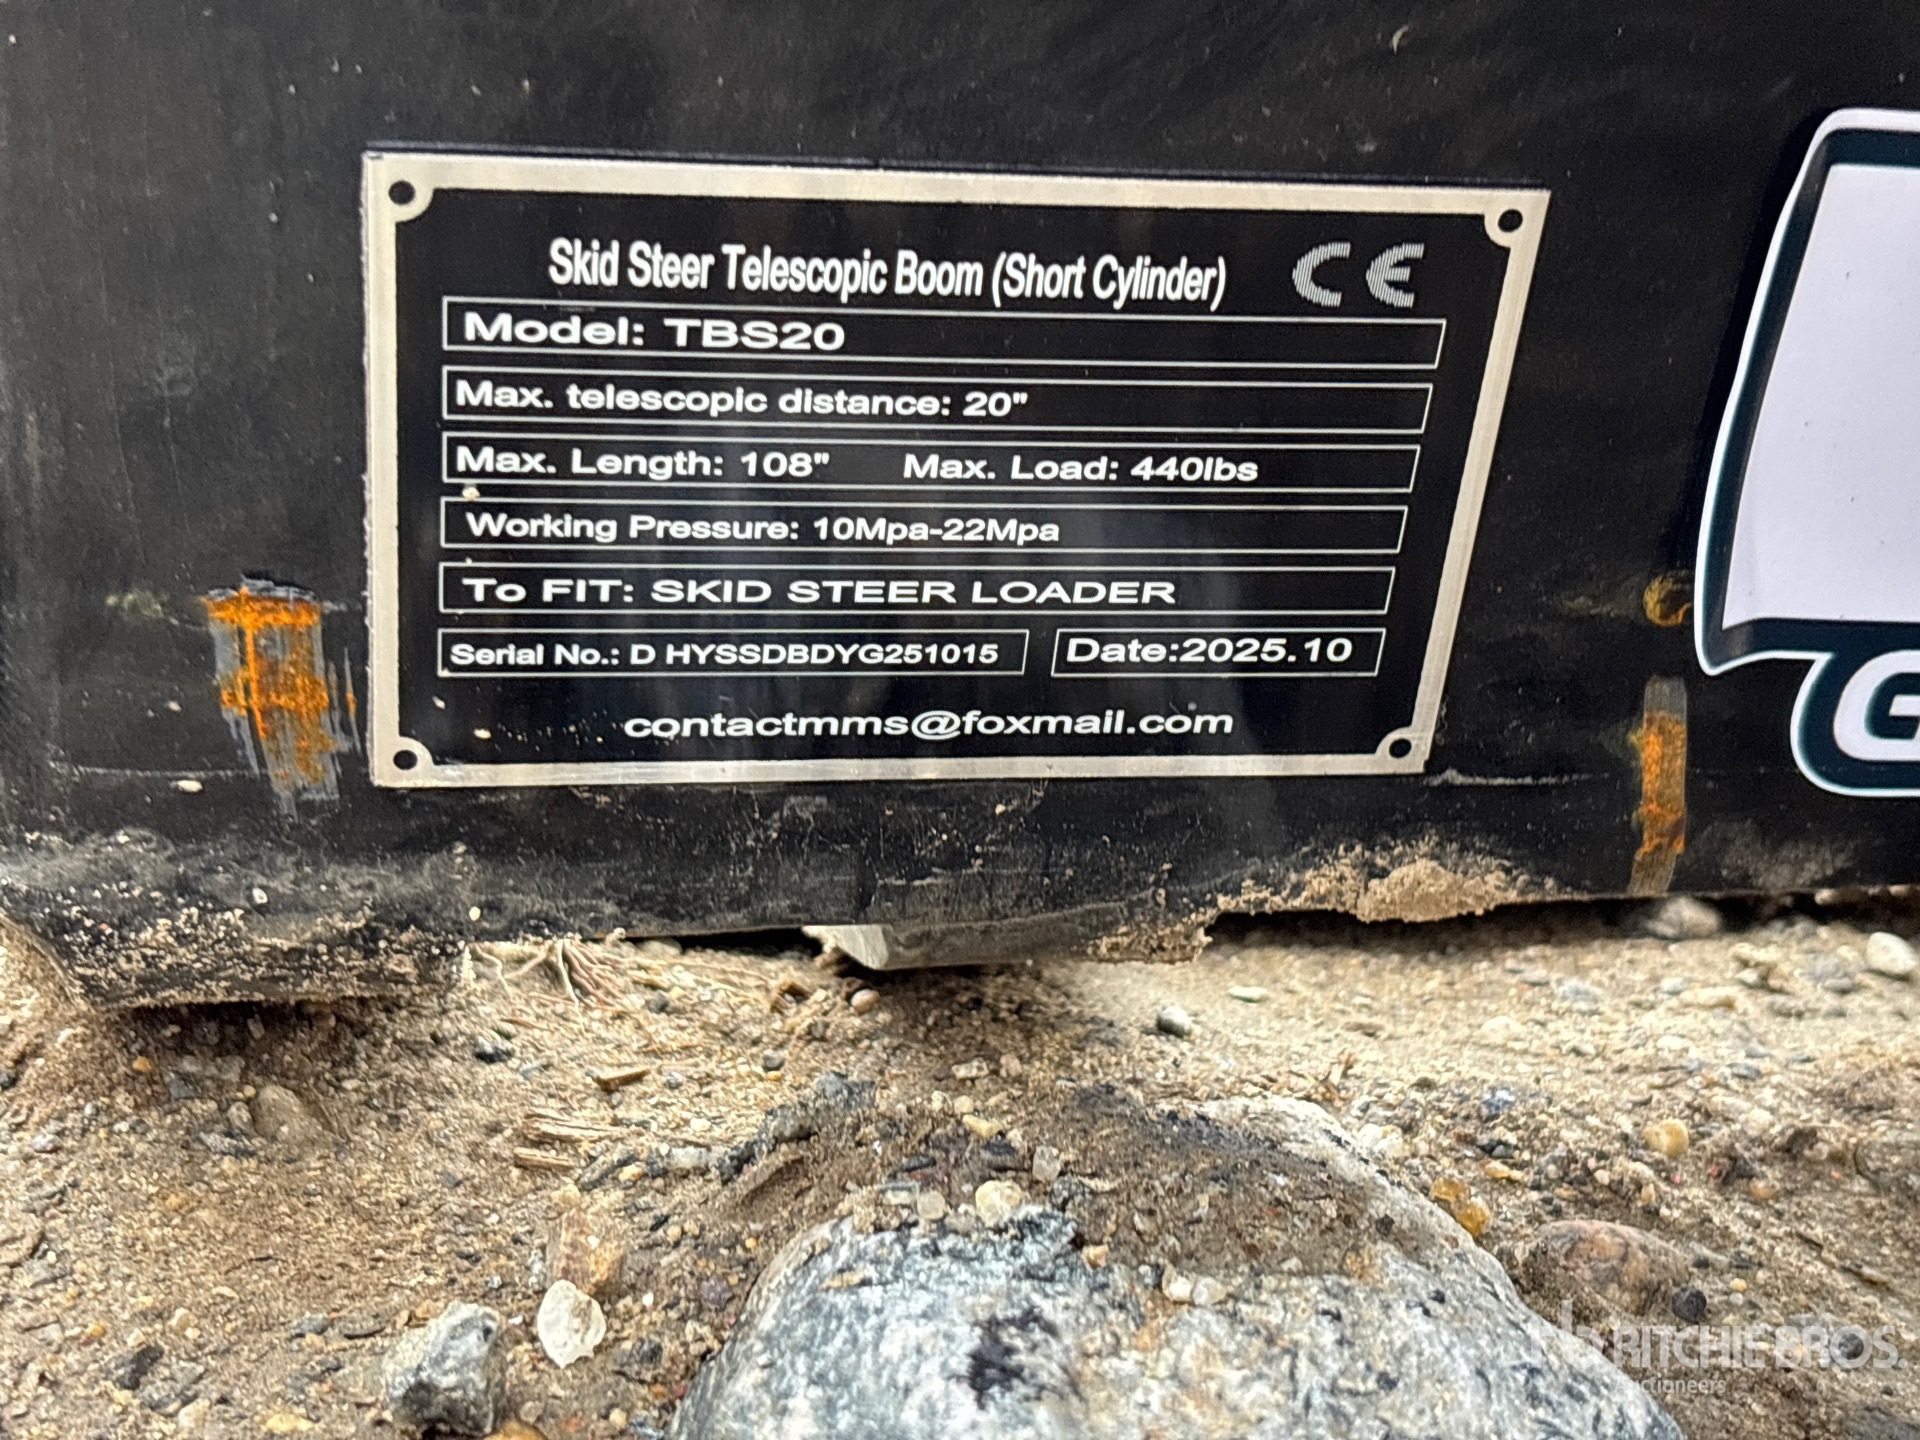 Skid Steer Telescopic Boom (Short Cylinder) CE
Model: TBS20
Max. telescopic distance: 20"
Max. Length: 108" Max. Load: 440lbs
Working Pressure: 10Mpa-22Mpa
To FIT: SKID STEER LOADER
Serial No.: D HYSSDBDYG251015 Date:2025.10
contactmms@foxmail.com
G
rb RITCHIE BROS.
Auctioneers